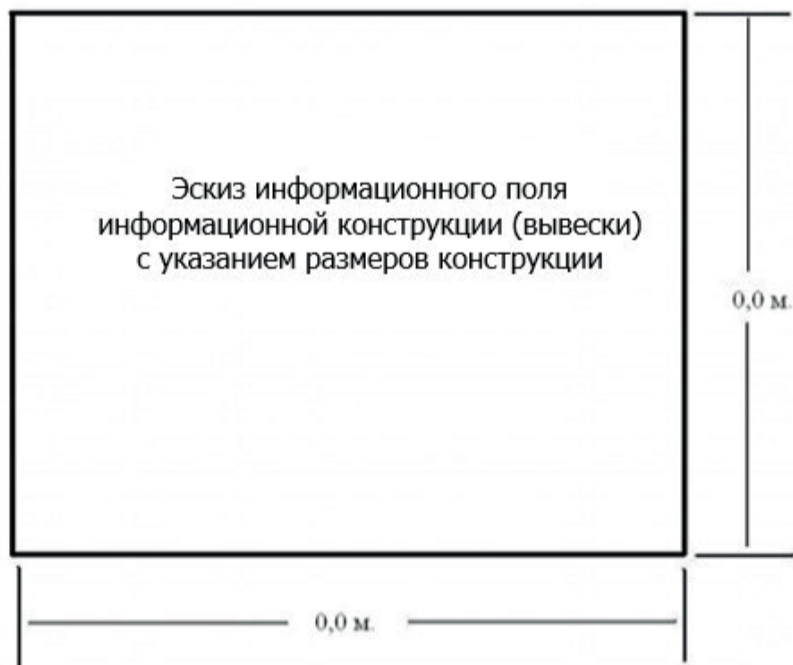 Эскиз информационного поля
информационной конструкции (вывески)
с указанием размеров конструкции
0,0 м.
0,0 м.